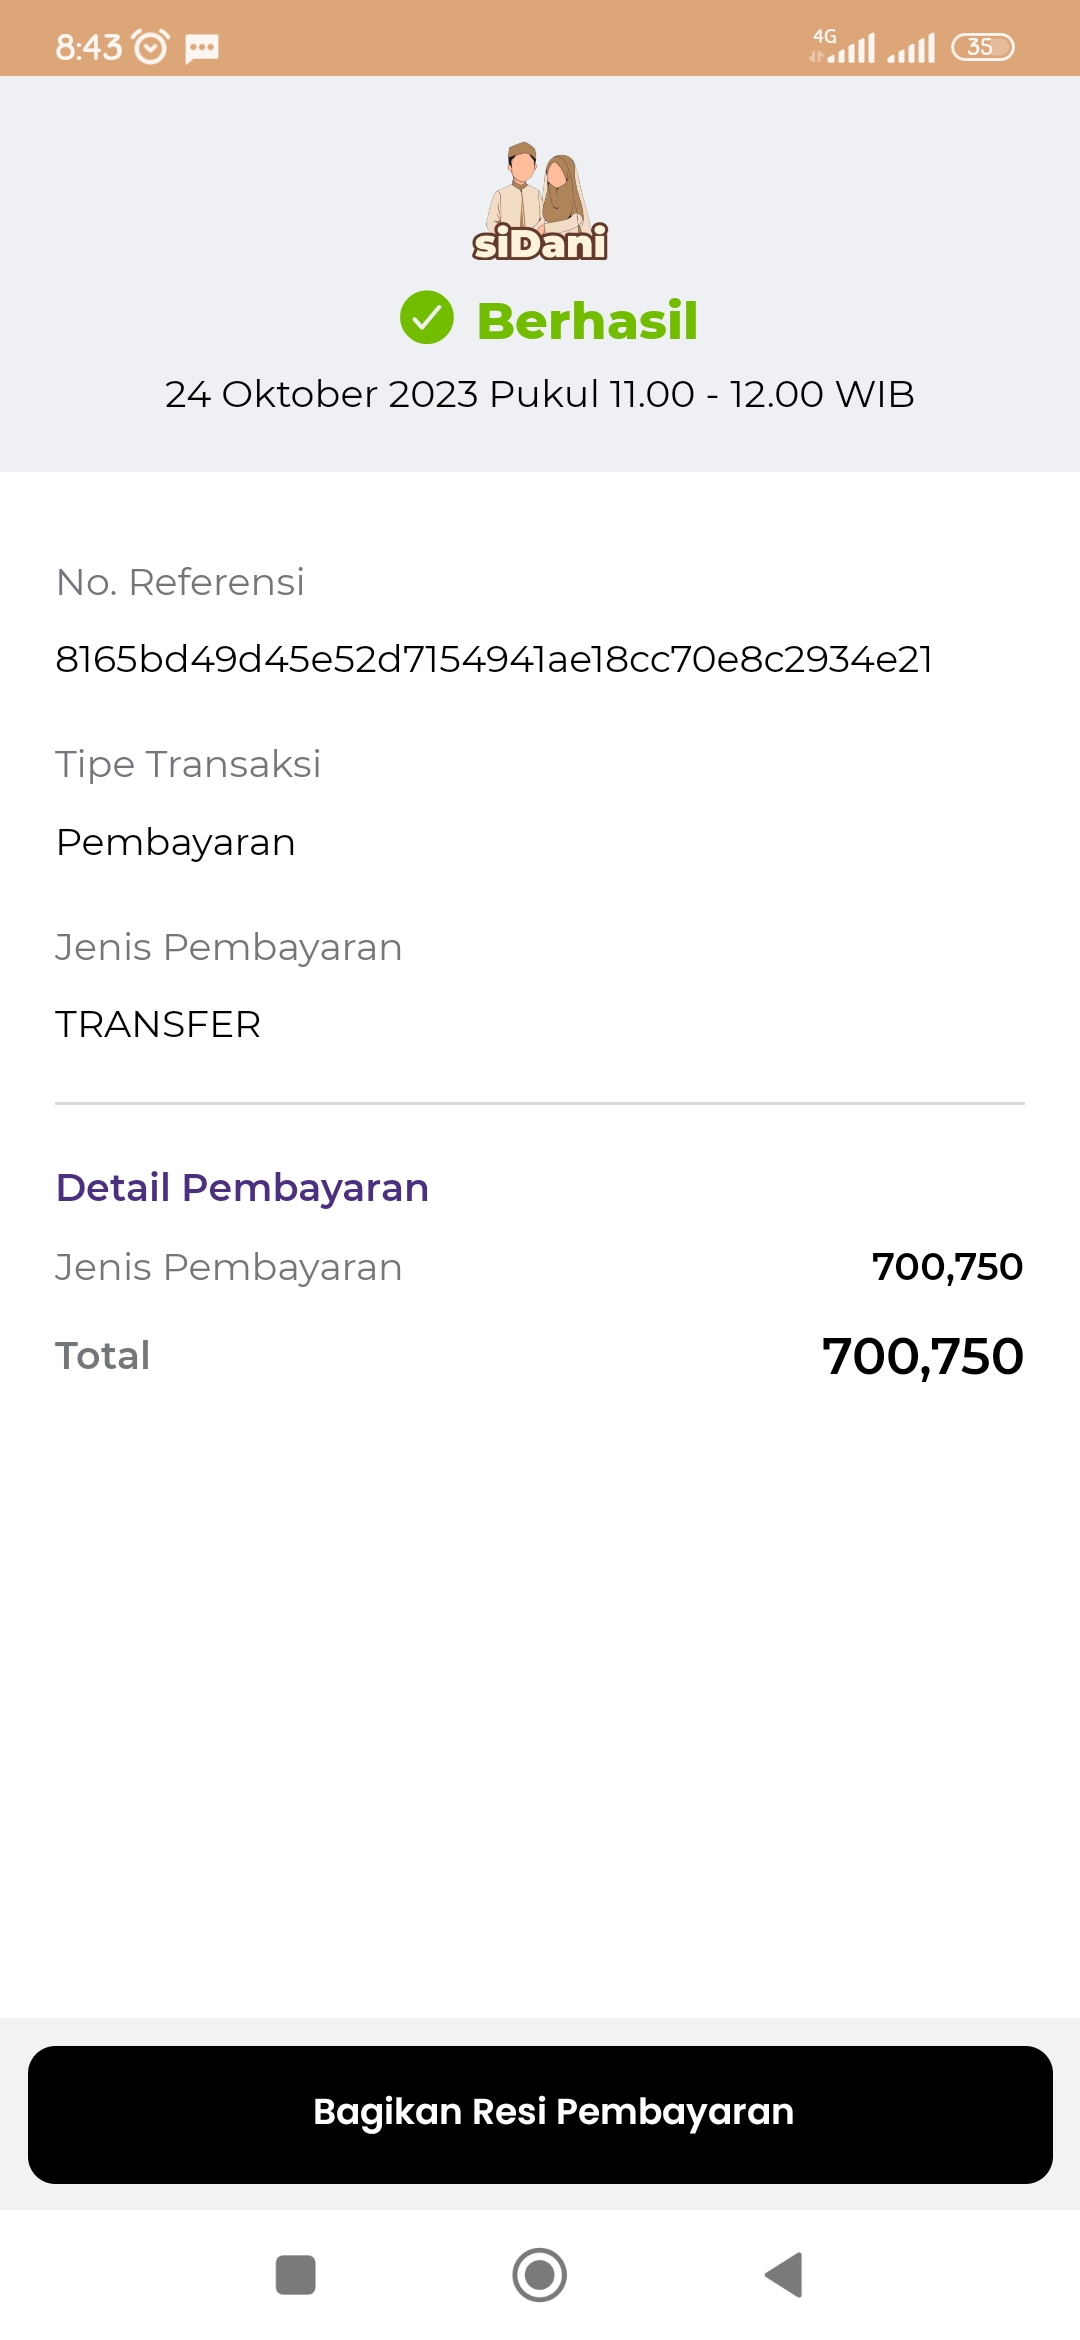 8:43
4G
35
siDani
Berhasil
24 Oktober 2023 Pukul 11.00 - 12.00 WIB
No. Referensi
8165bd49d45e52d7154941ae18cc70e8c2934e21
Tipe Transaksi
Pembayaran
Jenis Pembayaran
TRANSFER
Detail Pembayaran
Jenis Pembayaran 700,750
Total 700,750
Bagikan Resi Pembayaran